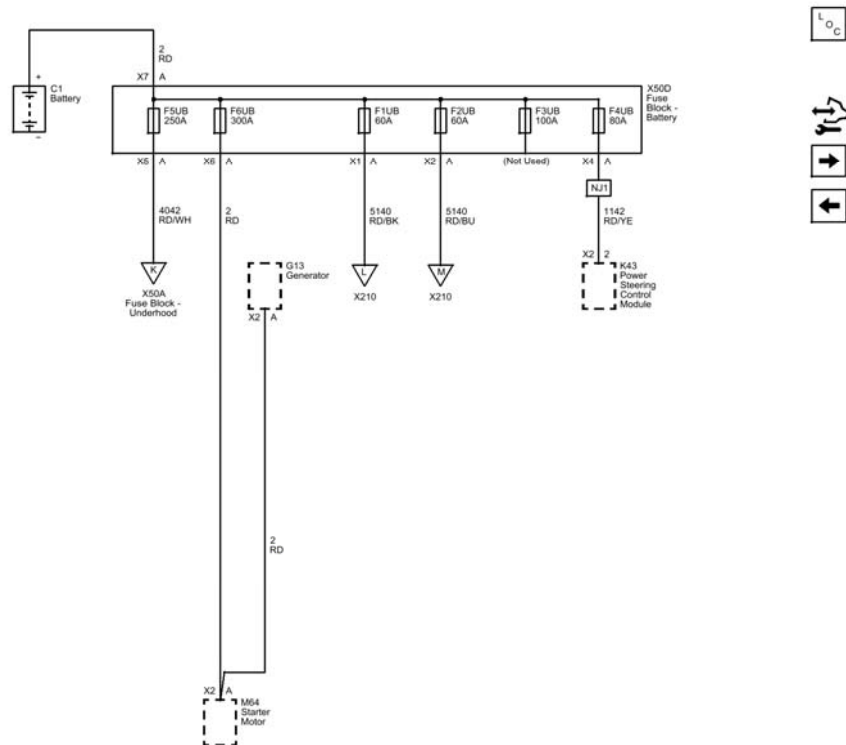 L
O
C
2
RD
X7 A
+
C1
Battery
–
X50D
Fuse
Block -
Battery
F5UB
250A
F6UB
300A
F1UB
60A
F2UB
60A
F3UB
100A
F4UB
80A
X5 A
X6 A
X1 A
X2 A
(Not Used)
X4 A
NJ1
4042
RD/WH
2
RD
5140
RD/BK
5140
RD/BU
1142
RD/YE
K
X50A
Fuse Block -
Underhood
G13
Generator
X2 A
L
X210
M
X210
X2 2
K43
Power
Steering
Control
Module
2
RD
X2 A
M64
Starter
Motor